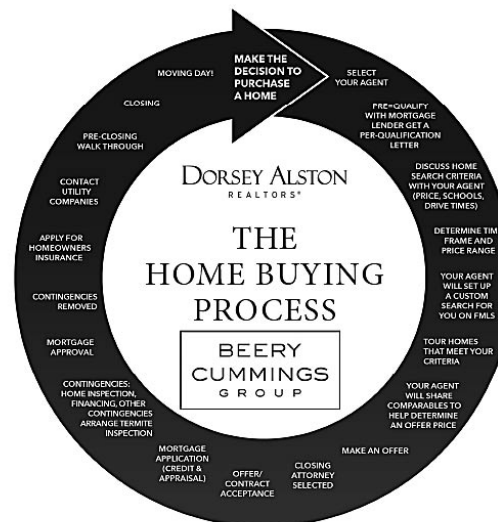 MAKE THE
DECISION TO
PURCHASE
A HOME
SELECT
YOUR AGENT
PRE-QUALIFY
WITH MORTGAGE
LENDER GET A
PER-QUALIFICATION
LETTER
DISCUSS HOME
SEARCH CRITERIA
WITH YOUR AGENT
(PRICE, SCHOOLS,
DRIVE TIMES)
DETERMINE TIM
FRAME AND
PRICE RANGE
YOUR AGENT
WILL SET UP
A CUSTOM
SEARCH FOR
YOU ON FMLS
TOUR HOMES
THAT MEET YOUR
CRITERIA
YOUR AGENT
WILL SHARE
COMPARABLES TO
HELP DETERMINE
AN OFFER PRICE
MAKE AN OFFER
CLOSING
ATTORNEY
SELECTED
OFFER/
CONTRACT
ACCEPTANCE
MORTGAGE
APPLICATION
(CREDIT &
APPRAISAL)
CONTINGENCIES:
HOME INSPECTION,
FINANCING, OTHER
CONTINGENCIES
ARRANGE TERMITE
INSPECTION
MORTGAGE
APPROVAL
CONTINGENCIES
REMOVED
APPLY FOR
HOMEOWNERS
INSURANCE
CONTACT
UTILITY
COMPANIES
PRE-CLOSING
WALK THROUGH
CLOSING
MOVING DAY!
DORSEY ALSTON
REALTORS®
THE
HOME BUYING
PROCESS
BEERY
CUMMINGS
GROUP